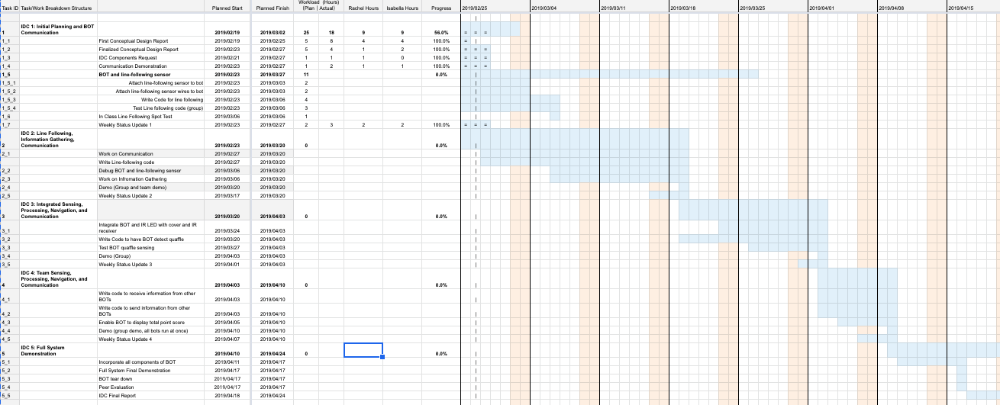 Workload (Hours)
Task ID Task/Work Breakdown Structure Planned Start Planned Finish (Plan | Actual) Rachel Hours Isabella Hours Progress 2019/02/25 2019/03/04 2019/03/11 2019/03/18 2019/03/25 2019/04/01 2019/04/08 2019/04/15
IDC 1: Initial Planning and BOT
1 Communication 2019/02/19 2019/03/02 25 18 9 9 56.0% = = =
1_1 First Conceptual Design Report 2019/02/19 2019/02/25 5 8 4 4 100.0% = |
1_2 Finalized Conceptual Design Report 2019/02/23 2019/02/27 5 4 1 2 100.0% = = =
1_3 IDC Components Request 2019/02/21 2019/02/27 1 1 1 0 100.0% = = =
1_4 Communication Demonstration 2019/02/23 2019/02/27 1 2 1 1 100.0% = = =
1_5 BOT and line-following sensor 2019/02/23 2019/03/27 11 0.0% |
1_5_1 Attach line-following sensor to bot 2019/02/23 2019/03/03 2 |
1_5_2 Attach line-following sensor wires to bot 2019/02/23 2019/03/03 2 |
1_5_3 Write Code for line following 2019/02/23 2019/03/06 4 |
1_5_4 Test Line following code (group) 2019/02/23 2019/03/06 3 |
1_6 In Class Line Following Spot Test 2019/03/06 2019/03/06 1 |
1_7 Weekly Status Update 1 2019/02/23 2019/02/27 2 3 2 2 100.0% = = =
IDC 2: Line Following,
Information Gathering,
2 Communication 2019/02/23 2019/03/20 0 0.0% |
2_1 Work on Communication 2019/02/27 2019/03/20 |
Write Line-following code 2019/02/27 2019/03/20 |
2_2 Debug BOT and line-following sensor 2019/03/06 2019/03/20 |
2_3 Work on Infromation Gathering 2019/03/06 2019/03/20 |
2_4 Demo (Group and team demo) 2019/03/20 2019/03/20 |
2_5 Weekly Status Update 2 2019/03/17 2019/03/20 |
IDC 3: Integrated Sensing,
Processing, Navigation, and
3 Communication 2019/03/20 2019/04/03 0 0.0% |
Integrate BOT and IR LED with cover and IR
3_1 receiver 2019/03/24 2019/04/03 |
3_2 Write Code to have BOT detect quaffle 2019/03/20 2019/04/03 |
3_3 Test BOT quaffle sensing 2019/03/27 2019/04/03 |
3_4 Demo (Group) 2019/04/03 2019/04/03 |
3_5 Weekly Status Update 3 2019/04/01 2019/04/03 |
IDC 4: Team Sensing,
Processing, Navigation, and
4 Communication 2019/04/03 2019/04/10 0 0.0% |
Write code to receive information from other
4_1 BOTs 2019/04/03 2019/04/10 |
Write code to send information from other
4_2 BOTs 2019/04/03 2019/04/10 |
4_3 Enable BOT to display total point score 2019/04/05 2019/04/10 |
4_4 Demo (group demo, all bots run at once) 2019/04/10 2019/04/10 |
4_5 Weekly Status Update 4 2019/04/07 2019/04/10 |
IDC 5: Full System
5 Demonstration 2019/04/10 2019/04/24 0 0.0% |
5_1 Incorporate all components of BOT 2019/04/11 2019/04/17 |
5_2 Full System Final Demonstration 2019/04/17 2019/04/17 |
5_3 BOT tear down 2019/04/17 2019/04/17 |
5_4 Peer Evaluation 2019/04/17 2019/04/17 |
5_5 IDC Final Report 2019/04/18 2019/04/24 |